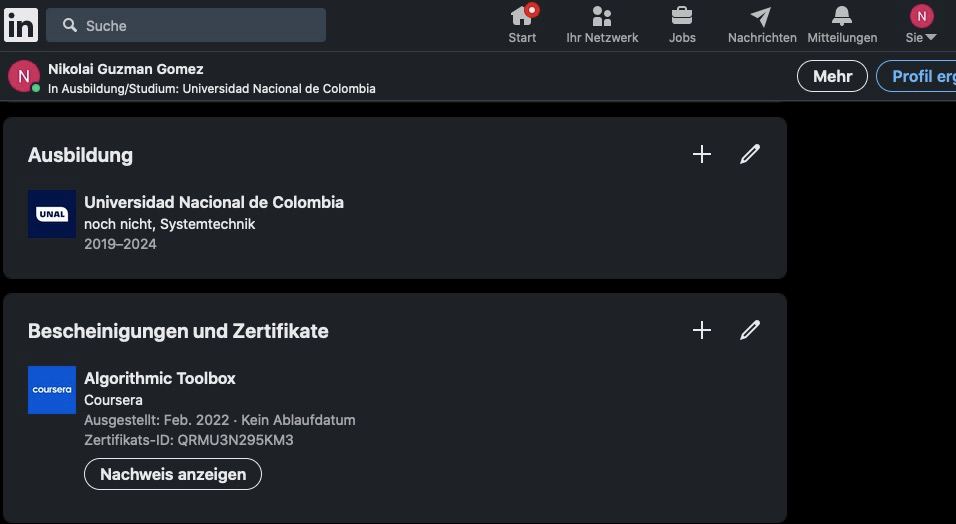 in
Suche
Start
Ihr Netzwerk
Jobs
Nachrichten
Mitteilungen
N
Sie
N
Nikolai Guzman Gomez
In Ausbildung/Studium: Universidad Nacional de Colombia
Mehr
Profil erg
Ausbildung
UNAL
Universidad Nacional de Colombia
noch nicht, Systemtechnik
2019–2024
Bescheinigungen und Zertifikate
coursera
Algorithmic Toolbox
Coursera
Ausgestellt: Feb. 2022 · Kein Ablaufdatum
Zertifikats-ID: QRMU3N295KM3
Nachweis anzeigen